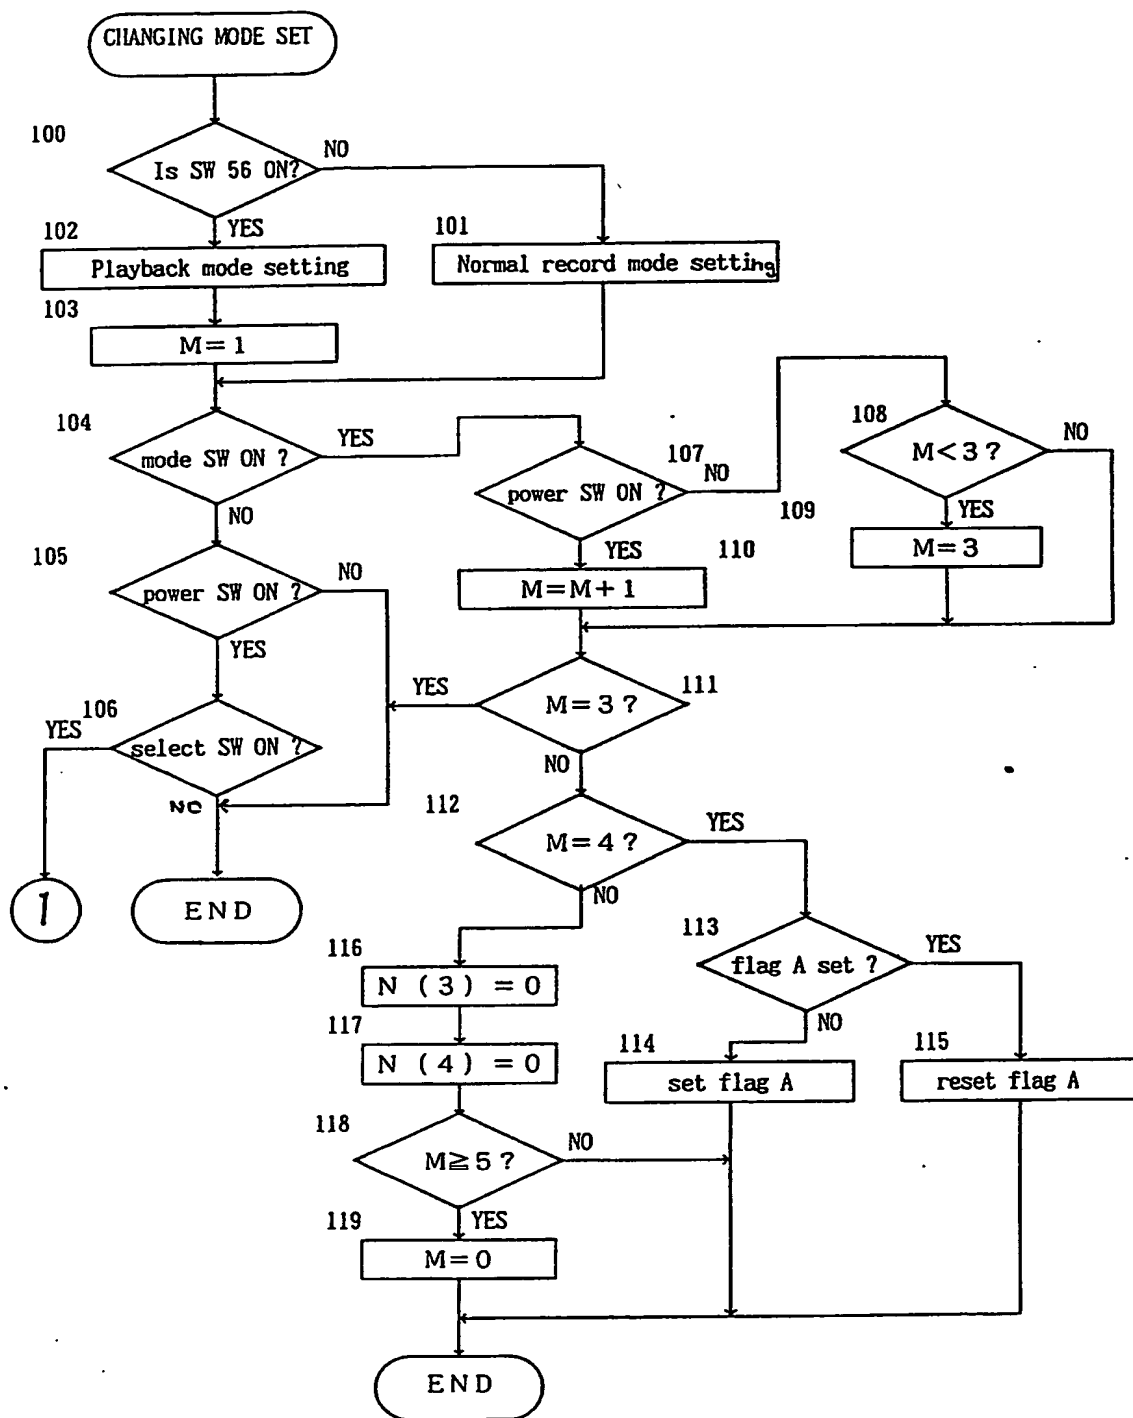 CHANGING MODE SET
100
Is SW 56 ON?
NO
YES
102
Playback mode setting
101
Normal record mode setting
103
M=1
104
mode SW ON ?
YES
NO
107
power SW ON ?
NO
YES
108
M<3?
NO
YES
109
M=3
110
M=M+1
105
power SW ON ?
NO
YES
106
select SW ON ?
YES
NO
1
END
111
M=3?
YES
NO
112
M=4?
YES
NO
113
flag A set ?
YES
NO
114
set flag A
115
reset flag A
116
N (3) =0
117
N (4) =0
118
M≧5?
NO
YES
119
M=0
END